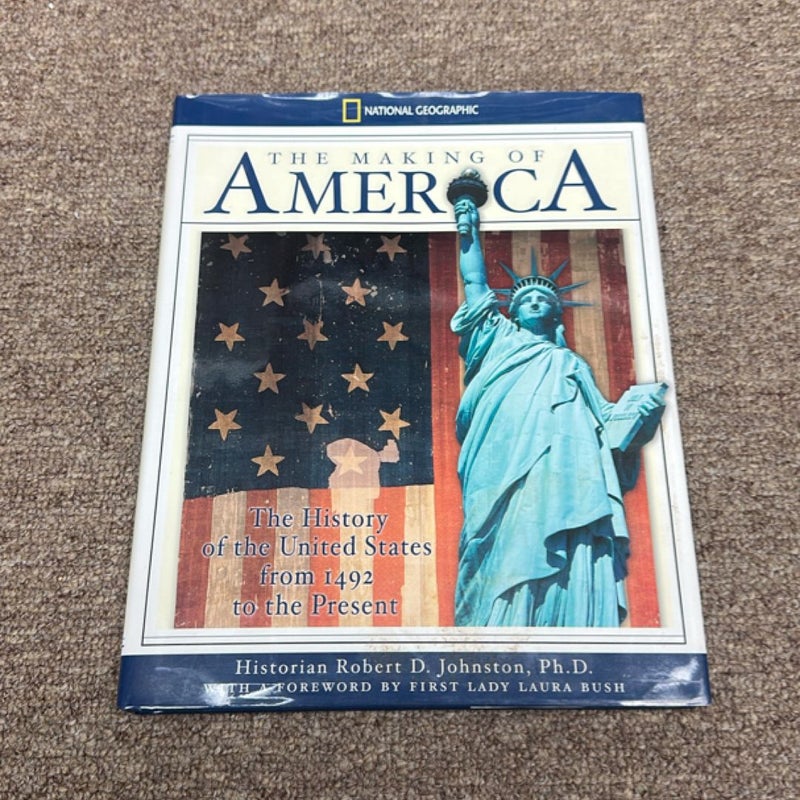 NATIONAL GEOGRAPHIC
THE MAKING OF
AMERICA
The History
of the United States
from 1492
to the Present
Historian Robert D. Johnston, Ph.D.
WITH A FOREWORD BY FIRST LADY LAURA BUSH